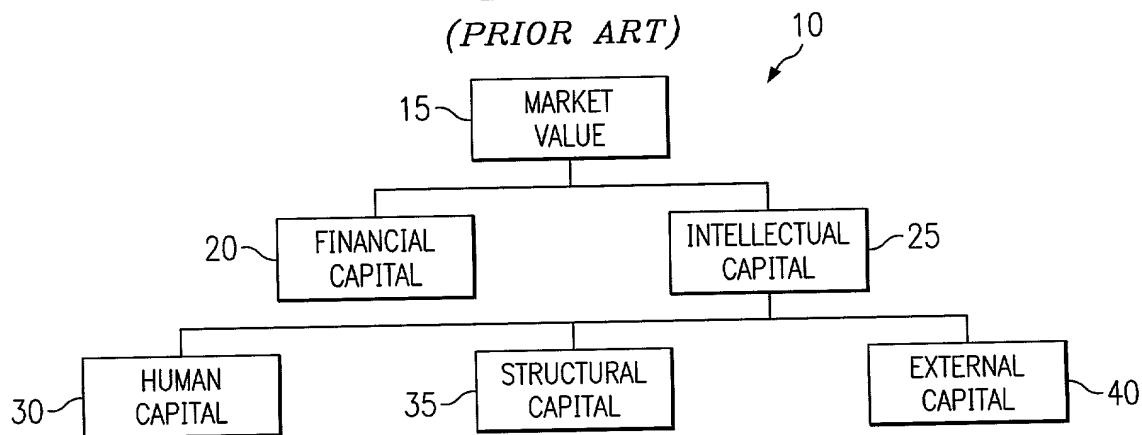 (PRIOR ART)
10
15
MARKET
VALUE
20
FINANCIAL
CAPITAL
INTELLECTUAL
CAPITAL
25
30
HUMAN
CAPITAL
35
STRUCTURAL
CAPITAL
EXTERNAL
CAPITAL
40